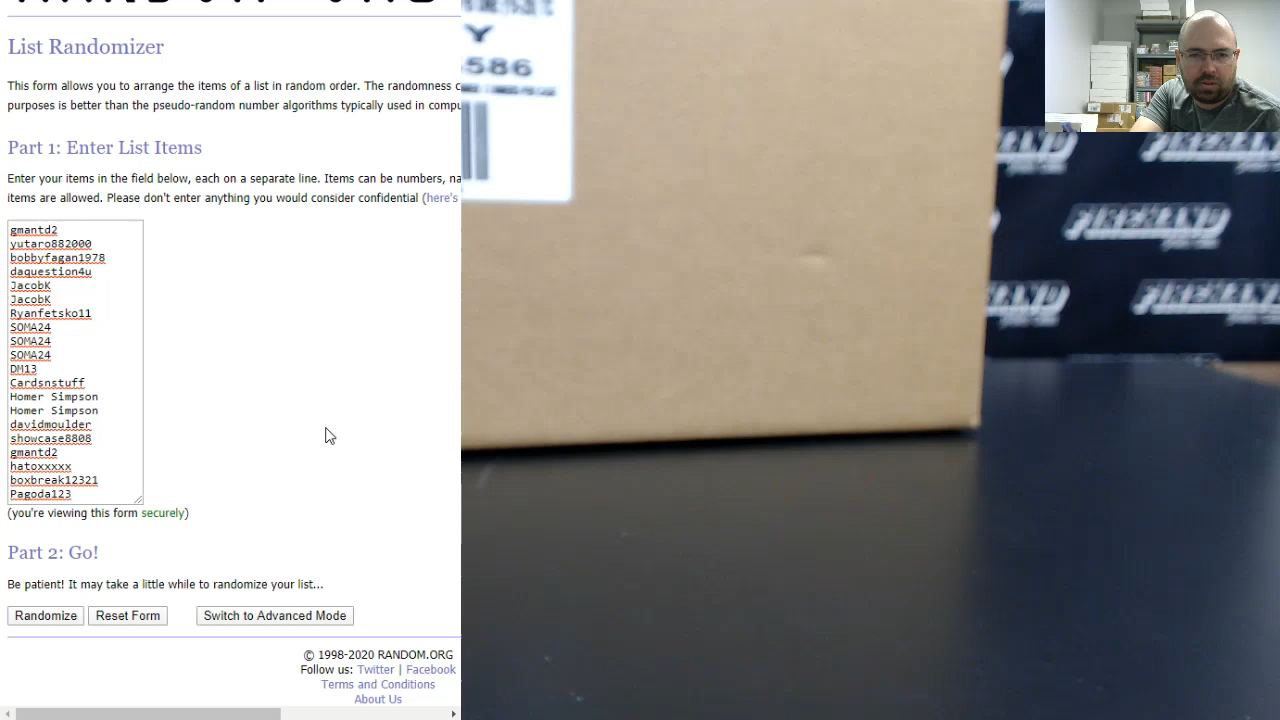 List Randomizer
This form allows you to arrange the items of a list in random order. The randomness c
purposes is better than the pseudo-random number algorithms typically used in compu
Part 1: Enter List Items
Enter your items in the field below, each on a separate line. Items can be numbers, na
items are allowed. Please don't enter anything you would consider confidential (here's
gmantd2
yutaro882000
bobbyfagan1978
daquestion4u
JacobK
JacobK
Ryanfetsko11
SOMA24
SOMA24
SOMA24
DM13
Cardsnstuff
Homer Simpson
Homer Simpson
davidmoulder
showcase8808
gmantd2
hatoxxxxx
boxbreak12321
Pagoda123
(you're viewing this form securely)
Part 2: Go!
Be patient! It may take a little while to randomize your list...
Randomize Reset Form Switch to Advanced Mode
© 1998-2020 RANDOM.ORG
Follow us: Twitter | Facebook
Terms and Conditions
About Us
Y
586
FIREHAND